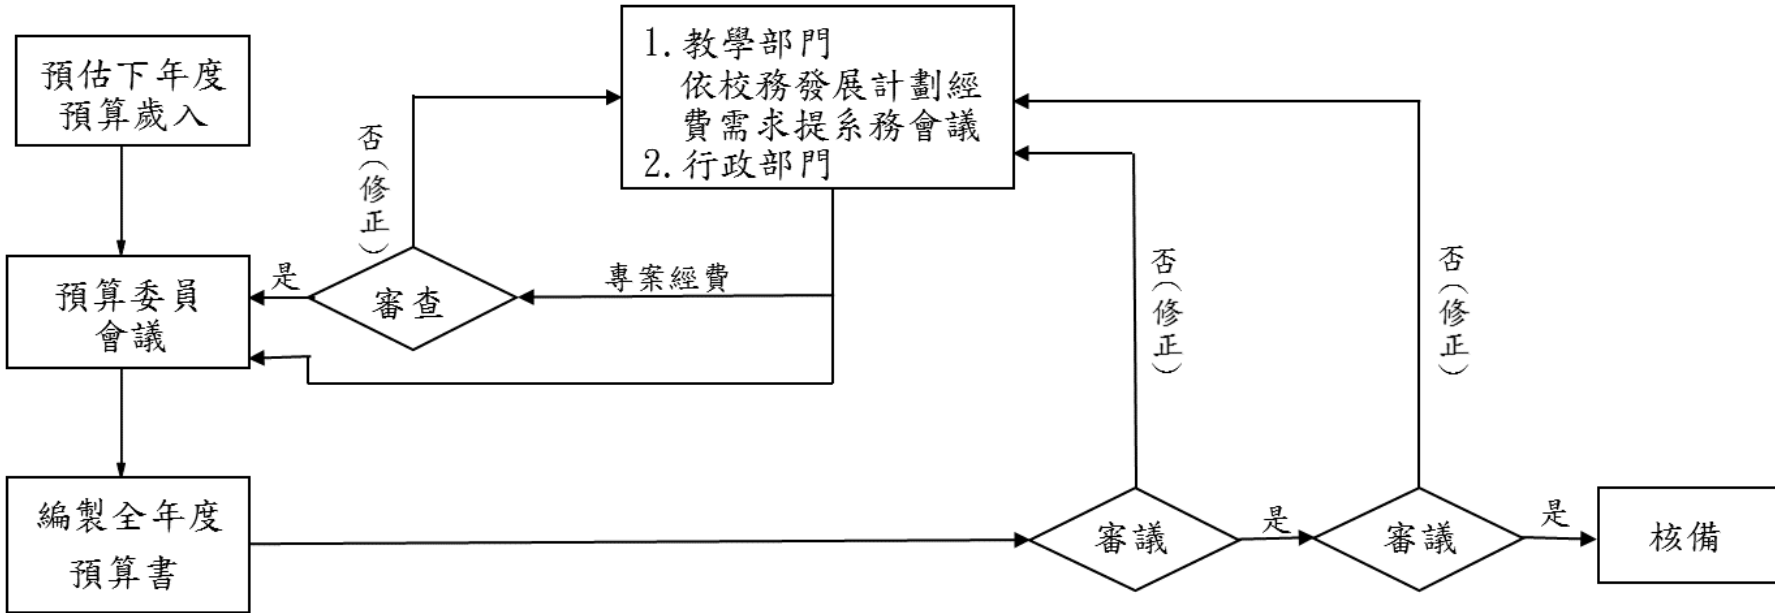 預估下年度
預算歲入
1.教學部門
依校務發展計劃經
費需求提系務會議
2.行政部門
否(修正)
預算委員
會議
是
審查
專案經費
否(修正)
否(修正)
編製全年度
預算書
審議
是
審議
是
核備